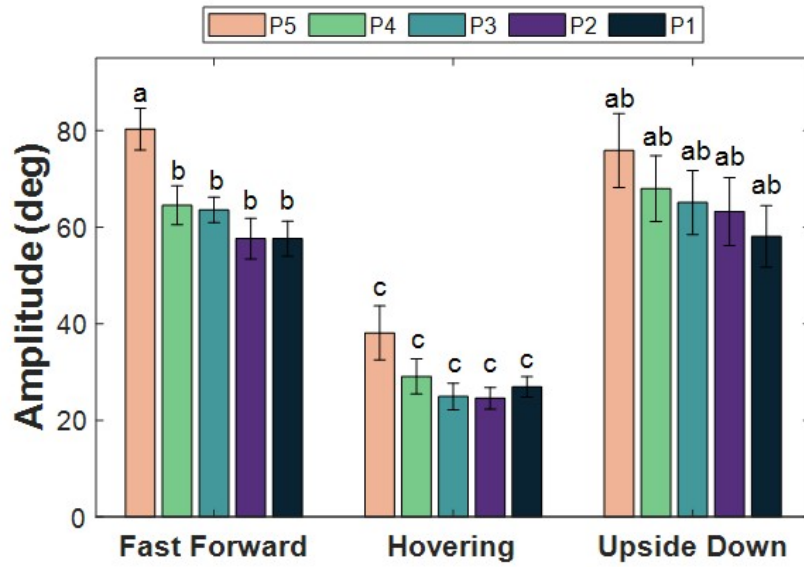 P5 P4 P3 P2 P1
Amplitude (deg)
80
60
40
20
0
a b b b b
c c c c c
ab ab ab ab ab
Fast Forward Hovering Upside Down